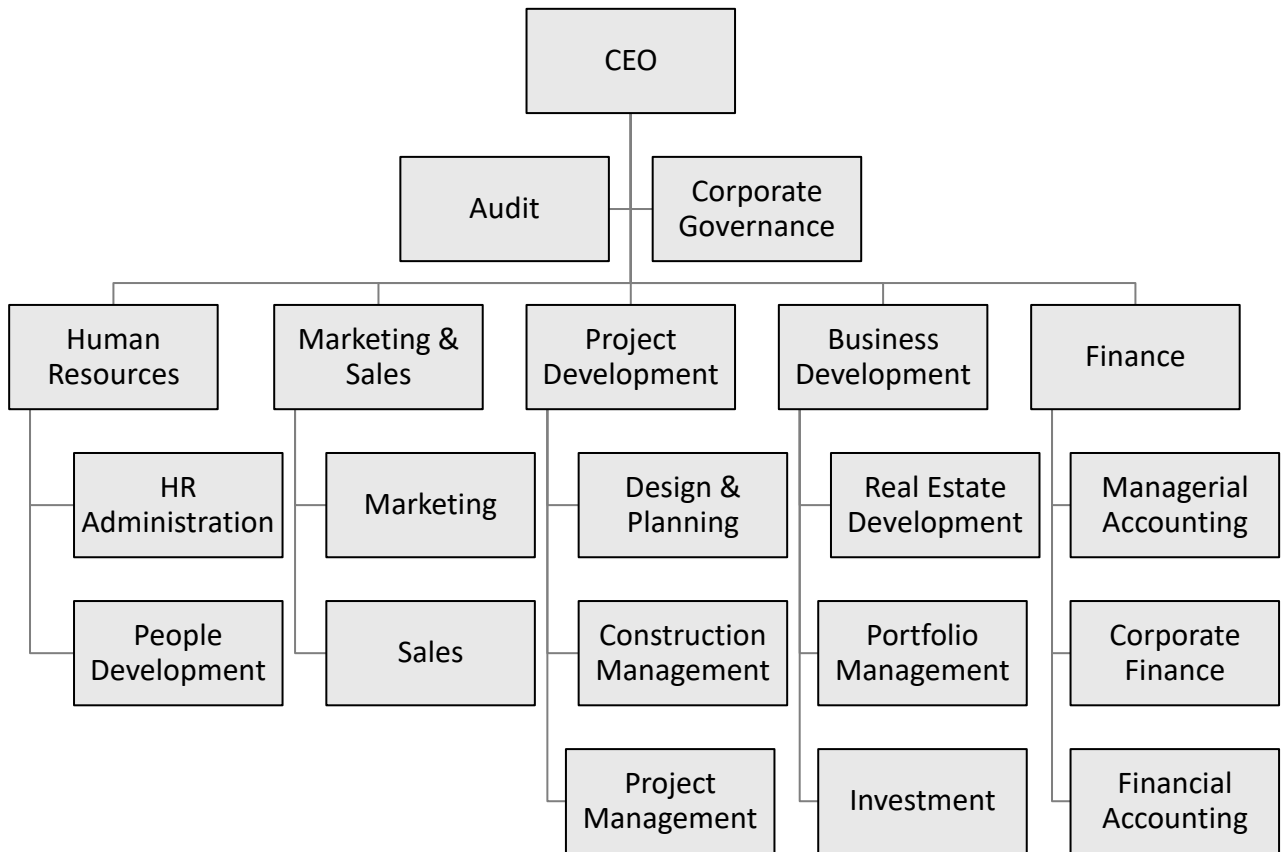 CEO
Audit
Corporate
Governance
Human
Resources
Marketing &
Sales
Project
Development
Business
Development
Finance
HR
Administration
Marketing
Design &
Planning
Real Estate
Development
Managerial
Accounting
People
Development
Sales
Construction
Management
Portfolio
Management
Corporate
Finance
Project
Management
Investment
Financial
Accounting